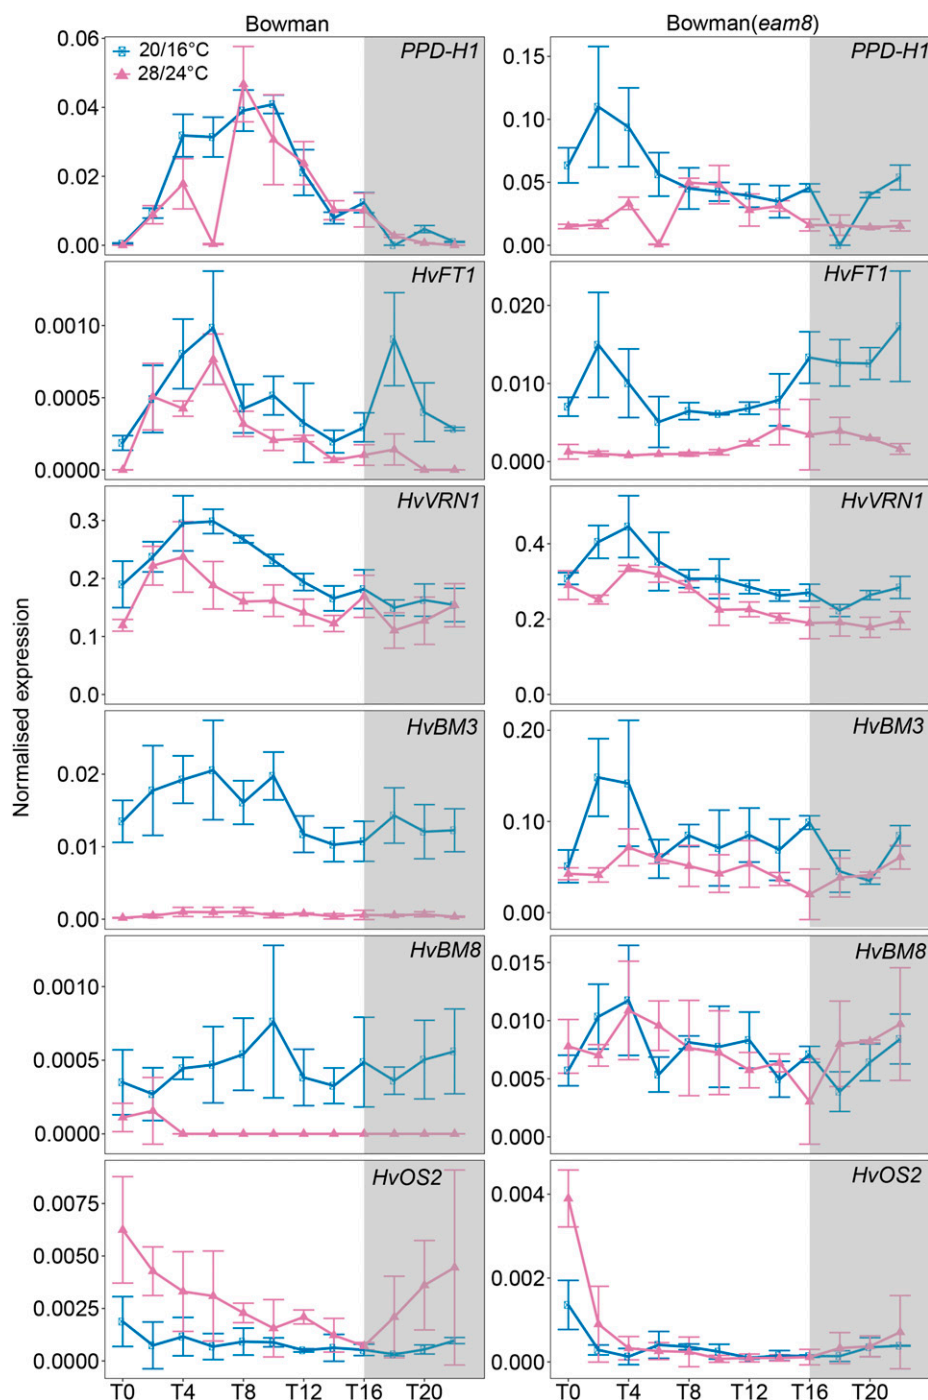 Bowman
Bowman(eam8)
20/16°C
28/24°C
PPD-H1
0.06
0.04
0.02
0.00
PPD-H1
0.15
0.10
0.05
0.00
HvFT1
0.0010
0.0005
0.0000
HvFT1
0.020
0.010
0.000
HvVRN1
0.3
0.2
0.1
0.0
HvVRN1
0.4
0.2
0.0
Normalised expression
HvBM3
0.02
0.01
0.00
HvBM3
0.20
0.10
0.00
HvBM8
0.0010
0.0005
0.0000
HvBM8
0.015
0.010
0.005
0.000
HvOS2
0.0075
0.0050
0.0025
0.0000
HvOS2
0.004
0.002
0.000
T0 T4 T8 T12 T16 T20
T0 T4 T8 T12 T16 T20